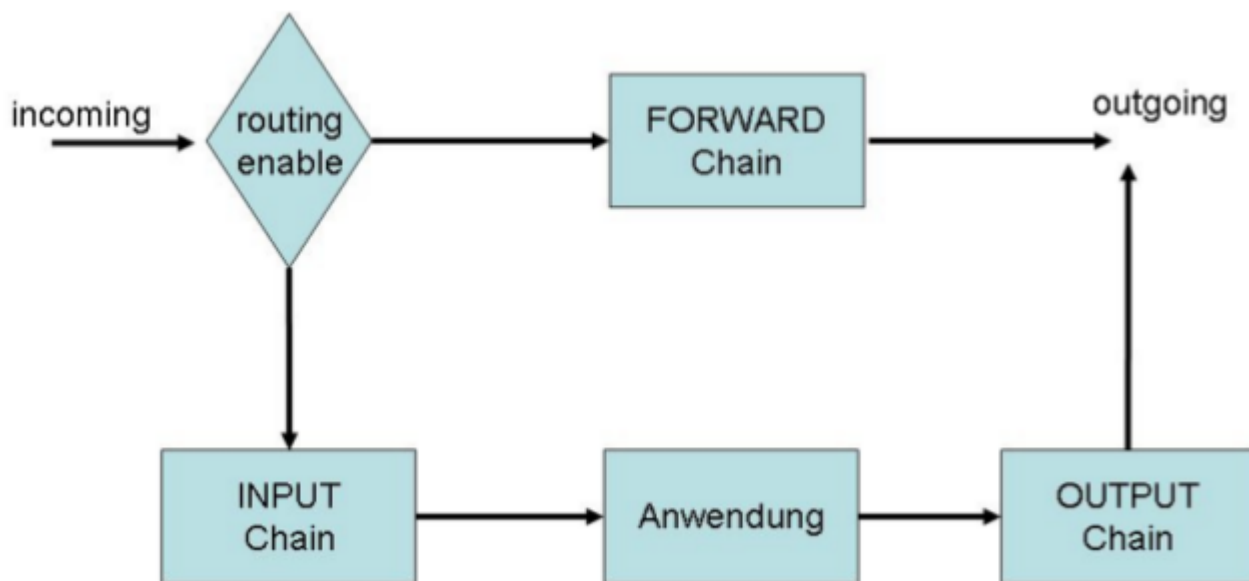 incoming
routing
enable
FORWARD
Chain
outgoing
INPUT
Chain
Anwendung
OUTPUT
Chain